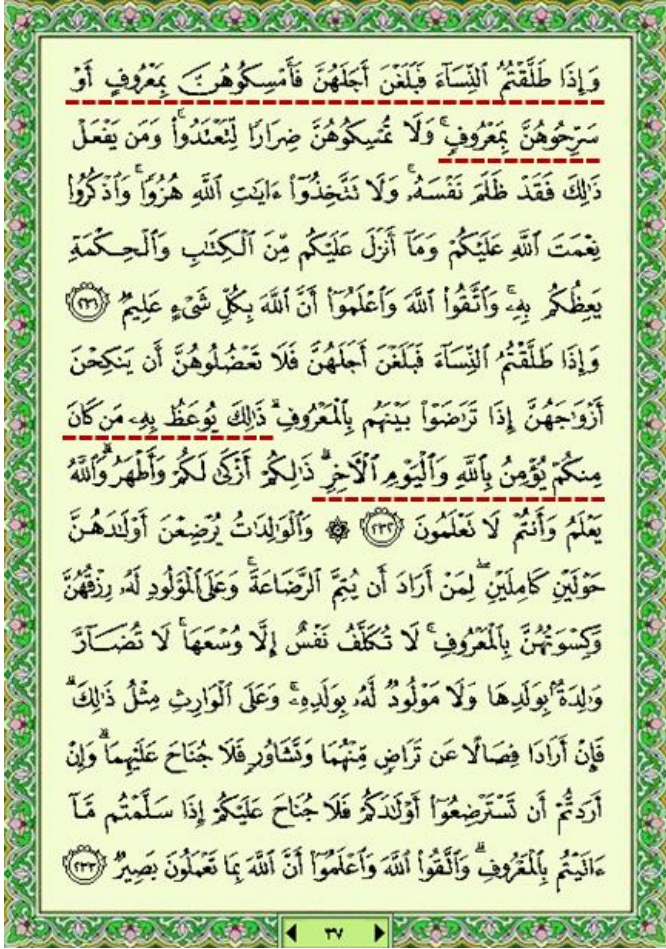 وَإِذَا طَلَّقْتُمُ ٱلنِّسَآءَ فَبَلَغْنَ أَجَلَهُنَّ فَأَمْسِكُوهُنَّ بِمَعْرُوفٍ أَوْ
سَرِّحُوهُنَّ بِمَعْرُوفٍ ۚ وَلَا تُمْسِكُوهُنَّ ضِرَارًا لِّتَعْتَدُوا۟ ۚ وَمَن يَفْعَلْ
ذَٰلِكَ فَقَدْ ظَلَمَ نَفْسَهُۥ ۚ وَلَا تَتَّخِذُوٓا۟ ءَايَٰتِ ٱللَّهِ هُزُوًا ۚ وَٱذْكُرُوا۟
نِعْمَتَ ٱللَّهِ عَلَيْكُمْ وَمَآ أَنزَلَ عَلَيْكُم مِّنَ ٱلْكِتَٰبِ وَٱلْحِكْمَةِ
يَعِظُكُم بِهِۦ ۚ وَٱتَّقُوا۟ ٱللَّهَ وَٱعْلَمُوٓا۟ أَنَّ ٱللَّهَ بِكُلِّ شَىْءٍ عَلِيمٌ ﴿٢٣١﴾
وَإِذَا طَلَّقْتُمُ ٱلنِّسَآءَ فَبَلَغْنَ أَجَلَهُنَّ فَلَا تَعْضُلُوهُنَّ أَن يَنكِحْنَ
أَزْوَٰجَهُنَّ إِذَا تَرَٰضَوْا۟ بَيْنَهُم بِٱلْمَعْرُوفِ ۗ ذَٰلِكَ يُوعَظُ بِهِۦ مَن كَانَ
مِنكُمْ يُؤْمِنُ بِٱللَّهِ وَٱلْيَوْمِ ٱلْءَاخِرِ ۗ ذَٰلِكُمْ أَزْكَىٰ لَكُمْ وَأَطْهَرُ ۗ وَٱللَّهُ
يَعْلَمُ وَأَنتُمْ لَا تَعْلَمُونَ ﴿٢٣٢﴾ ۞ وَٱلْوَٰلِدَٰتُ يُرْضِعْنَ أَوْلَٰدَهُنَّ
حَوْلَيْنِ كَامِلَيْنِ ۖ لِمَنْ أَرَادَ أَن يُتِمَّ ٱلرَّضَاعَةَ ۚ وَعَلَى ٱلْمَوْلُودِ لَهُۥ رِزْقُهُنَّ
وَكِسْوَتُهُنَّ بِٱلْمَعْرُوفِ ۚ لَا تُكَلَّفُ نَفْسٌ إِلَّا وُسْعَهَا ۚ لَا تُضَآرَّ
وَٰلِدَةٌۢ بِوَلَدِهَا وَلَا مَوْلُودٌ لَّهُۥ بِوَلَدِهِۦ ۚ وَعَلَى ٱلْوَارِثِ مِثْلُ ذَٰلِكَ ۗ
فَإِنْ أَرَادَا فِصَالًا عَن تَرَاضٍ مِّنْهُمَا وَتَشَاوُرٍ فَلَا جُنَاحَ عَلَيْهِمَا ۗ وَإِنْ
أَرَدتُّمْ أَن تَسْتَرْضِعُوٓا۟ أَوْلَٰدَكُمْ فَلَا جُنَاحَ عَلَيْكُمْ إِذَا سَلَّمْتُم مَّآ
ءَاتَيْتُم بِٱلْمَعْرُوفِ ۗ وَٱتَّقُوا۟ ٱللَّهَ وَٱعْلَمُوٓا۟ أَنَّ ٱللَّهَ بِمَا تَعْمَلُونَ بَصِيرٌ ﴿٢٣٣﴾
٣٧